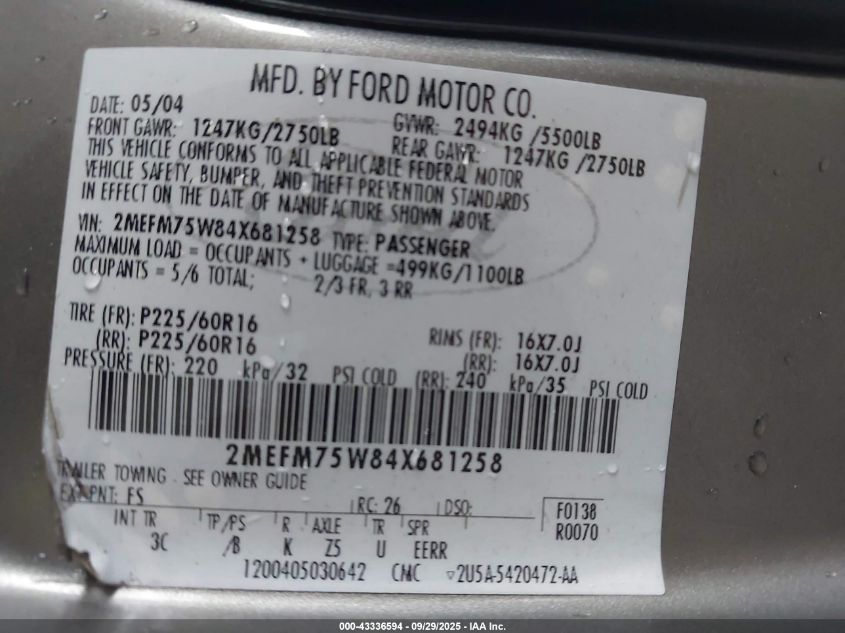 MFD. BY FORD MOTOR CO.
DATE: 05/04 GVWR: 2494KG /5500LB
FRONT GAWR: 1247KG/2750LB REAR GAWR: 1247KG /2750LB
THIS VEHICLE CONFORMS TO ALL APPLICABLE FEDERAL MOTOR
VEHICLE SAFETY, BUMPER, AND THEFT PREVENTION STANDARDS
IN EFFECT ON THE DATE OF MANUFACTURE SHOWN ABOVE.
VIN: 2MEFM75W84X681258 TYPE: PASSENGER
MAXIMUM LOAD = OCCUPANTS + LUGGAGE =499KG/1100LB
OCCUPANTS = 5/6 TOTAL; 2/3 FR, 3 RR
TIRE (FR): P225/60R16 RIMS (FR): 16X7.0J
(RR): P225/60R16 (RR): 16X7.0J
PRESSURE (FR): 220 kPa/32 PSI COLD (RR): 240 kPa/35 PSI COLD
2MEFM75W84X681258
TRAILER TOWING - SEE OWNER GUIDE
EXT PNT: FS RC: 26 DSO: F0138
R0070
INT TR TP/PS R AXLE TR SPR
3C /B K Z5 U EERR
1200405030642 CMC ▽2U5A-5420472-AA
000-43336594 / 09/29/2025 - IAA Inc.